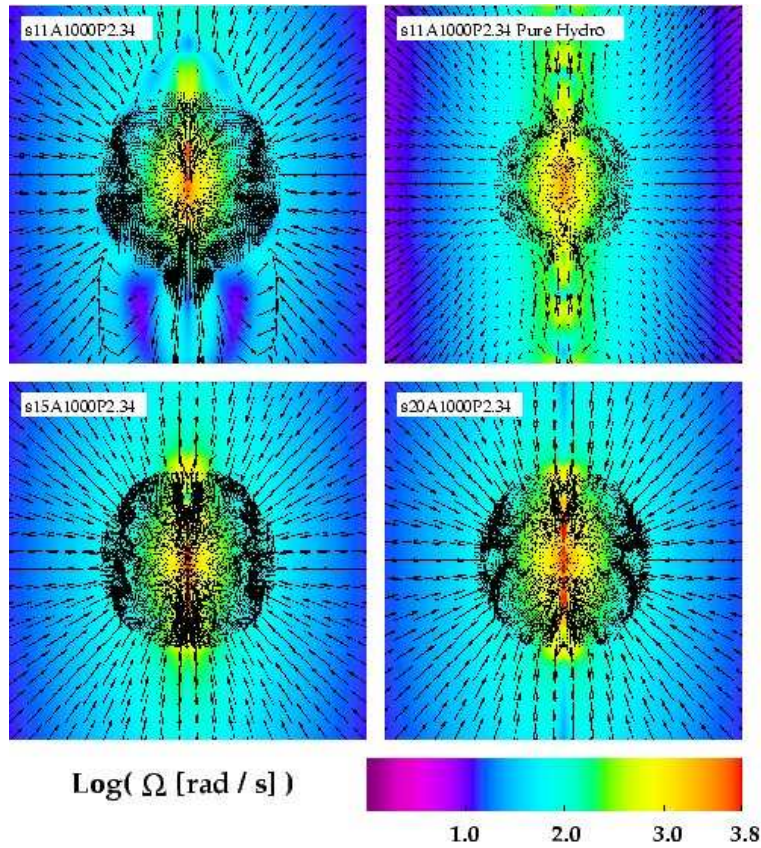 s11A1000P2.34
s11A1000P2.34 Pure Hydro
s15A1000P2.34
s20A1000P2.34
Log( Ω [rad / s] )
1.0 2.0 3.0 3.8